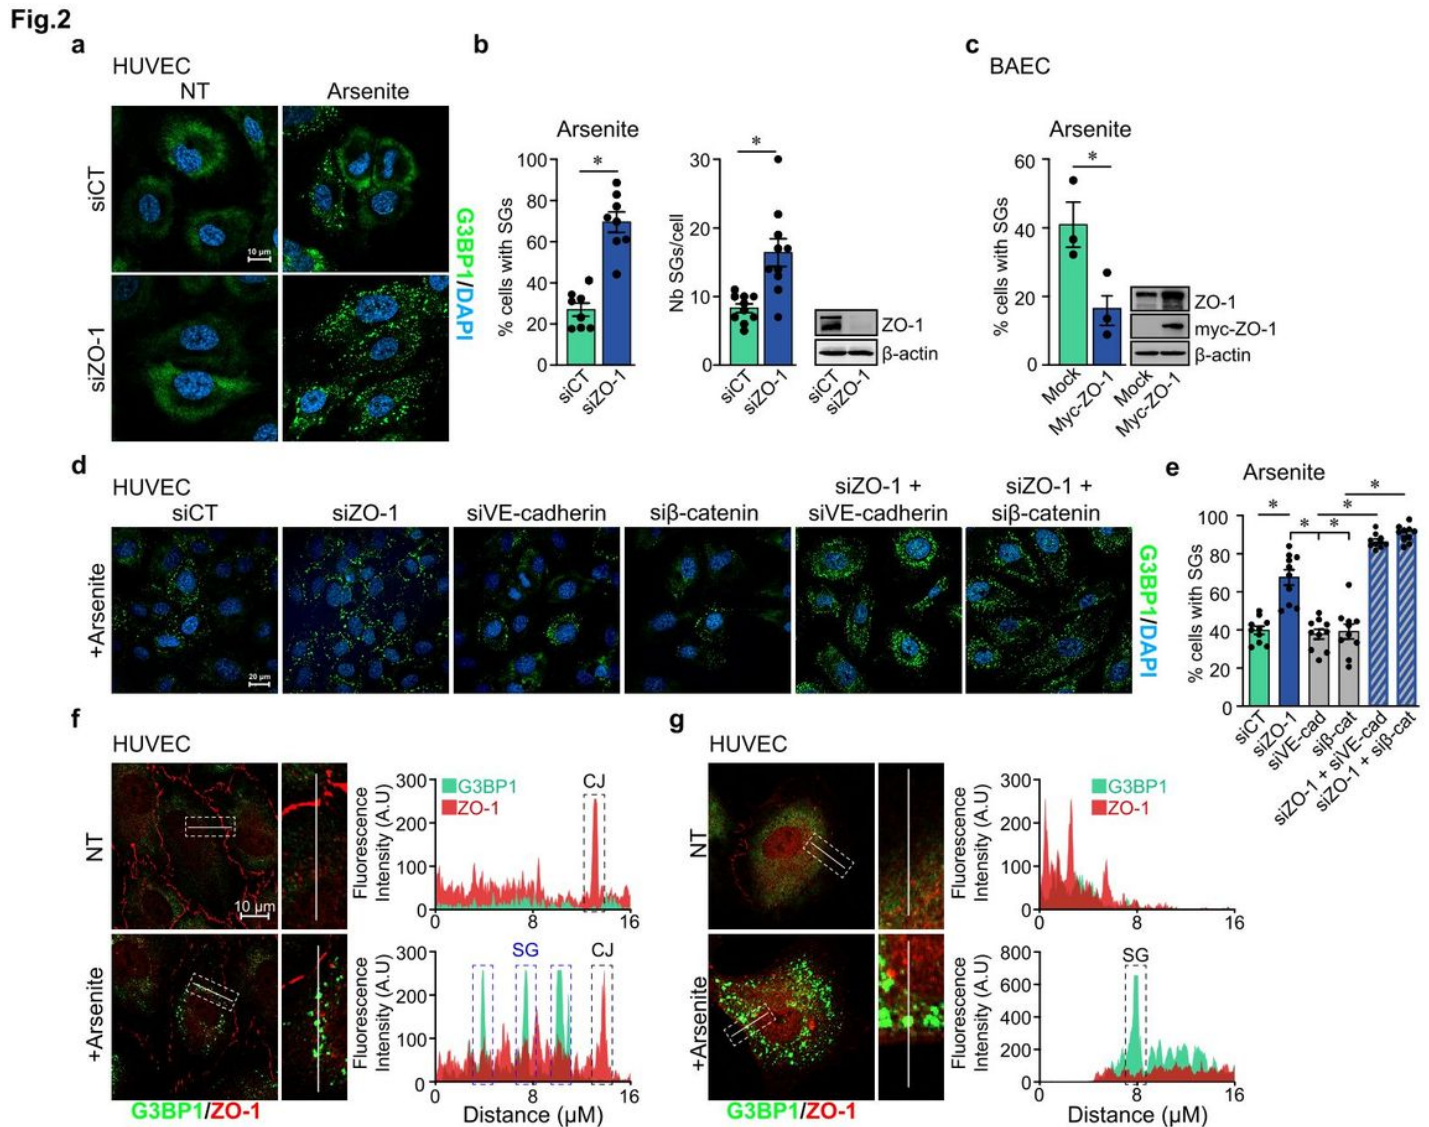 Fig.2
a
HUVEC
NT
Arsenite
siCT
siZO-1
10 µm
G3BP1/DAPI
b
Arsenite
*
% cells with SGs
100
80
60
40
20
0
siCT
siZO-1
*
Nb SGs/cell
30
20
10
0
siCT
siZO-1
ZO-1
β-actin
siCT
siZO-1
c
BAEC
Arsenite
*
% cells with SGs
60
40
20
0
Mock
Myc-ZO-1
ZO-1
myc-ZO-1
β-actin
Mock
Myc-ZO-1
d
HUVEC
siCT
siZO-1
siVE-cadherin
siβ-catenin
siZO-1 +
siVE-cadherin
siZO-1 +
siβ-catenin
+Arsenite
20 µm
G3BP1/DAPI
e
Arsenite
*
*
*
*
*
% cells with SGs
100
80
60
40
20
0
siCT
siZO-1
siVE-cad
siβ-cat
siZO-1 + siVE-cad
siZO-1 + siβ-cat
f
HUVEC
NT
10 µm
+Arsenite
G3BP1/ZO-1
Fluorescence
Intensity (A.U)
300
200
100
0
G3BP1
ZO-1
CJ
0
8
16
Fluorescence
Intensity (A.U)
300
200
100
0
SG
CJ
0
8
16
Distance (µM)
g
HUVEC
NT
+Arsenite
G3BP1/ZO-1
Fluorescence
Intensity (A.U)
300
200
100
0
G3BP1
ZO-1
0
8
16
Fluorescence
Intensity (A.U)
800
600
400
200
0
SG
0
8
16
Distance (µM)